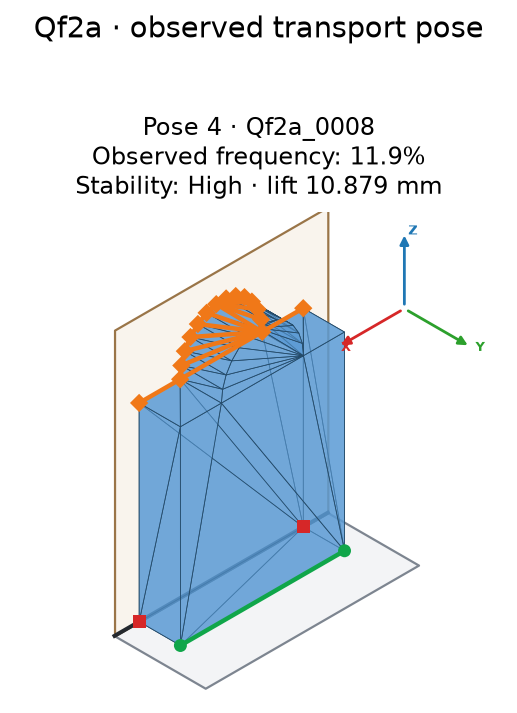 Qf2a · observed transport pose
Pose 4 · Qf2a_0008
Observed frequency: 11.9%
Stability: High · lift 10.879 mm
Z
X
Y